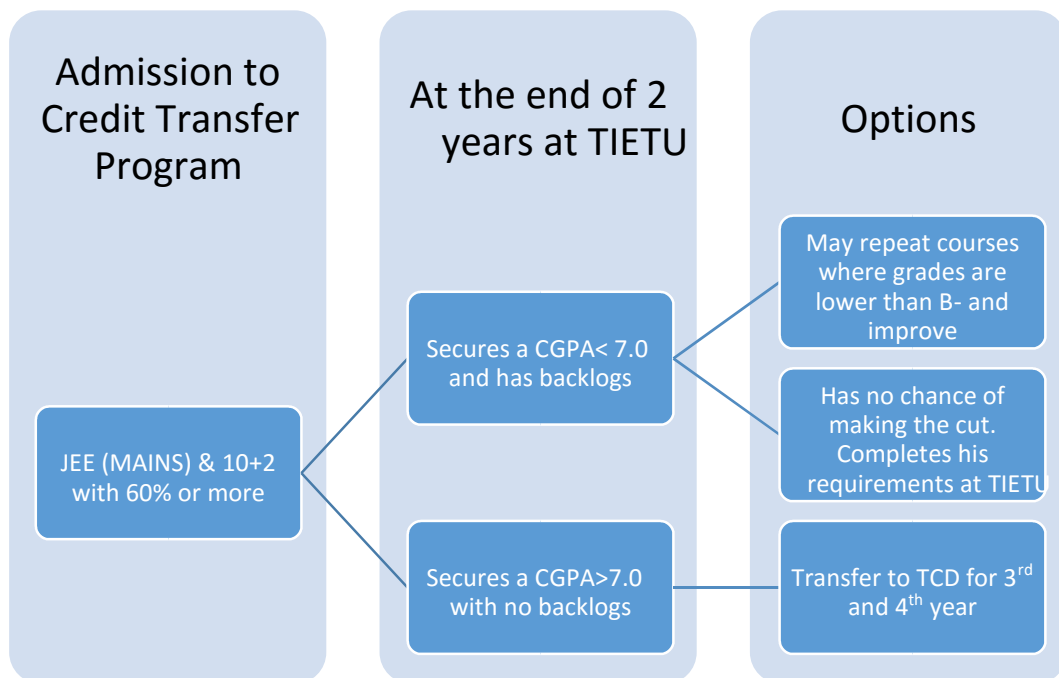 Admission to
Credit Transfer
Program
JEE (MAINS) & 10+2
with 60% or more
At the end of 2
years at TIETU
Secures a CGPA< 7.0
and has backlogs
Secures a CGPA>7.0
with no backlogs
Options
May repeat courses
where grades are
lower than B- and
improve
Has no chance of
making the cut.
Completes his
requirements at TIETU
Transfer to TCD for 3rd
and 4th year